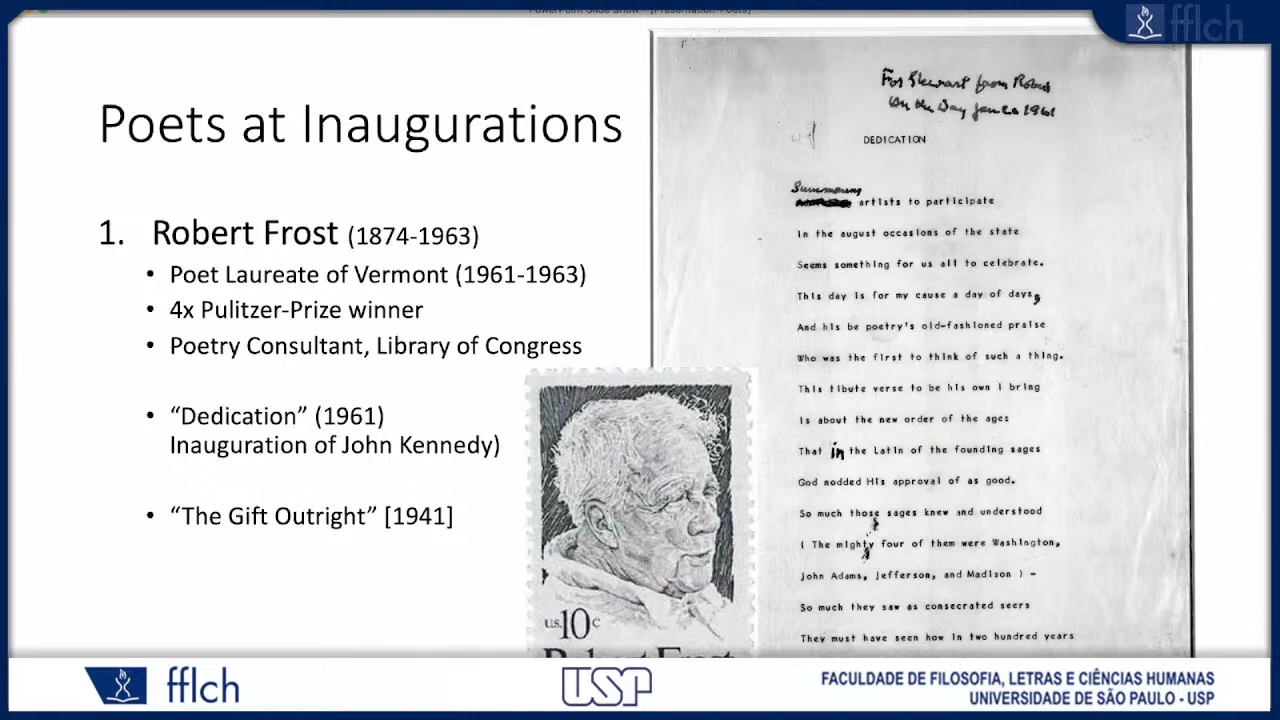 PowerPoint Slide Show - [Presentation-Poets]
fflch
Poets at Inaugurations
1. Robert Frost (1874-1963)
• Poet Laureate of Vermont (1961-1963)
• 4x Pulitzer-Prize winner
• Poetry Consultant, Library of Congress
• “Dedication” (1961)
Inauguration of John Kennedy)
• “The Gift Outright” [1941]
For Stewart from Robert
On the Day Jan 20 1961
DEDICATION
Summoning
artists to participate
In the august occasions of the state
Seems something for us all to celebrate.
This day is for my cause a day of days,
And his be poetry's old-fashioned praise
Who was the first to think of such a thing.
This tibute verse to be his own I bring
Is about the new order of the ages
That in the Latin of the founding sages
God nodded His approval of as good.
So much those sages knew and understood
( The mighty four of them were Washington,
John Adams, Jefferson, and Madison ) -
So much they saw as consecrated seers
They must have seen how in two hundred years
U.S. 10c
Robert Frost
fflch
USP
FACULDADE DE FILOSOFIA, LETRAS E CIÊNCIAS HUMANAS
UNIVERSIDADE DE SÃO PAULO - USP